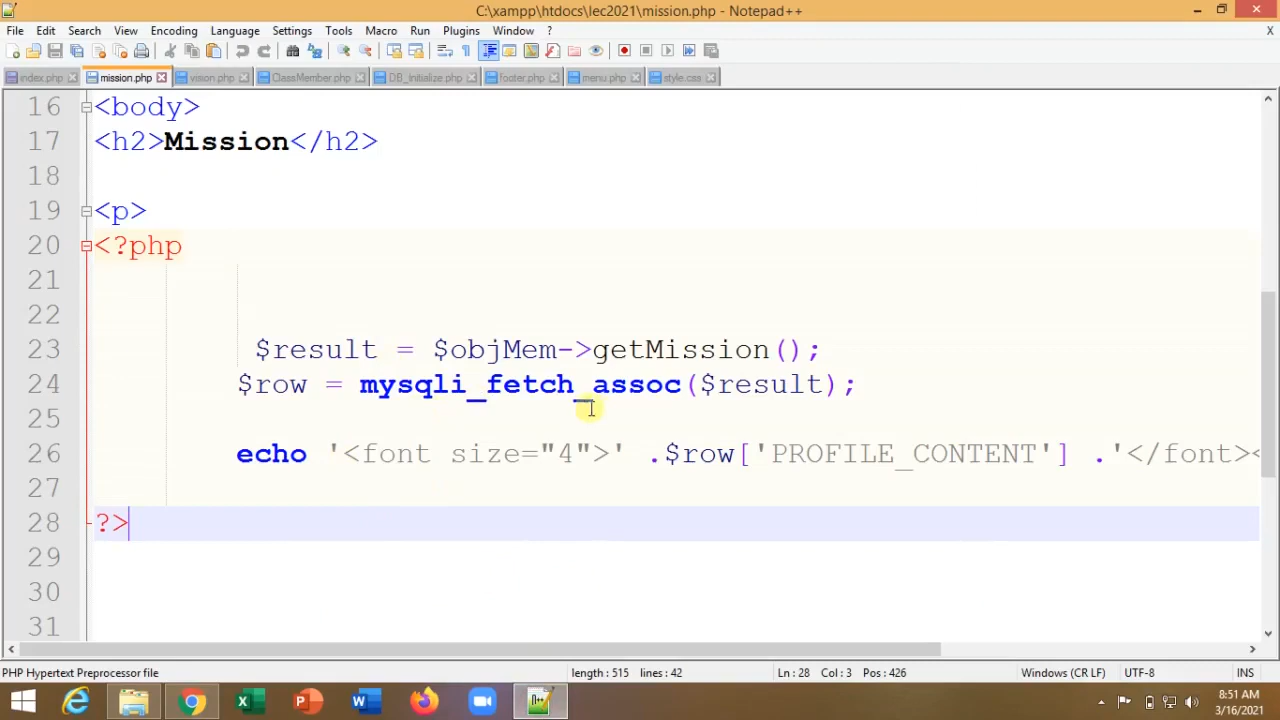 C:\xampp\htdocs\lec2021\mission.php - Notepad++
File Edit Search View Encoding Language Settings Tools Macro Run Plugins Window ? X
index.php mission.php vision.php ClassMember.php DB_Initialize.php footer.php menu.php style.css
16 <body>
17 <h2>Mission</h2>
18
19 <p>
20 <?php
21
22
23 $result = $objMem->getMission();
24 $row = mysqli_fetch_assoc($result);
25
26 echo '<font size="4">' .$row['PROFILE_CONTENT'] .'</font><
27
28 ?>
29
30
31
PHP Hypertext Preprocessor file length : 515 lines : 42 Ln : 28 Col : 3 Pos : 426 Windows (CR LF) UTF-8 INS
8:51 AM
3/16/2021